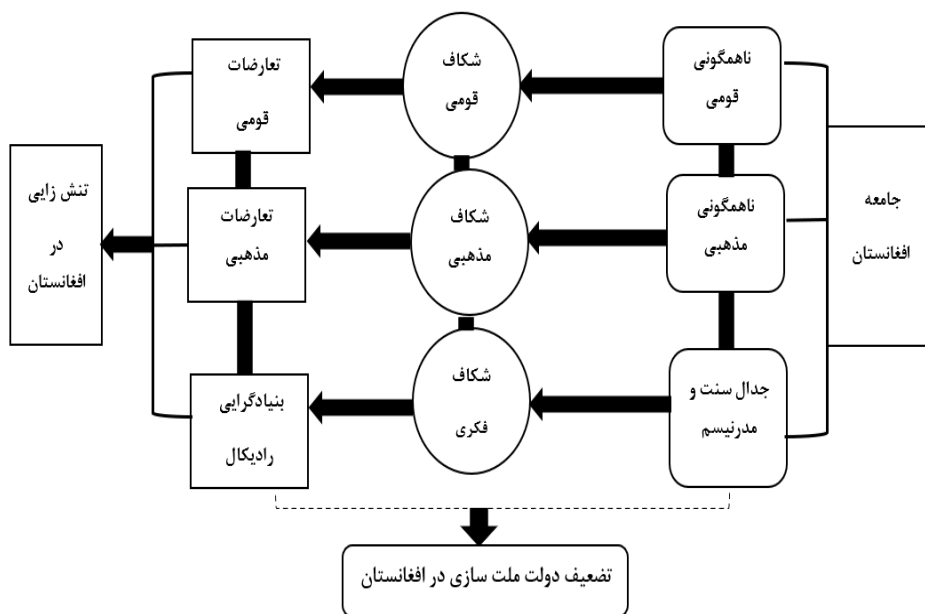 جامعه
افغانستان
ناهمگونی
قومی
ناهمگونی
مذهبی
جدال سنت و
مدرنیسم
شکاف
قومی
شکاف
مذهبی
شکاف
فکری
تعارضات
قومی
تعارضات
مذهبی
بنیادگرایی
رادیکال
تنش زایی
در
افغانستان
تضعیف دولت ملت سازی در افغانستان